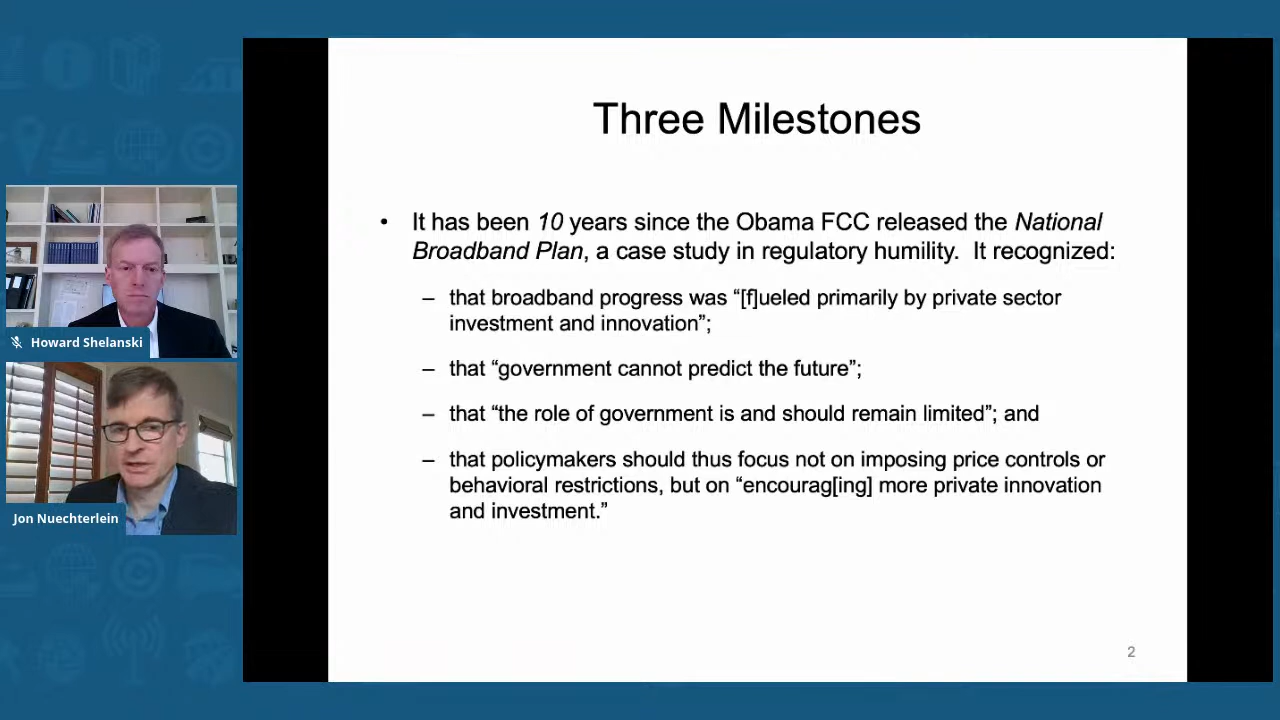 Three Milestones
• It has been 10 years since the Obama FCC released the National
Broadband Plan, a case study in regulatory humility. It recognized:
– that broadband progress was “[f]ueled primarily by private sector
investment and innovation”;
– that “government cannot predict the future”;
– that “the role of government is and should remain limited”; and
– that policymakers should thus focus not on imposing price controls or
behavioral restrictions, but on “encourag[ing] more private innovation
and investment.”
2
Howard Shelanski
Jon Nuechterlein